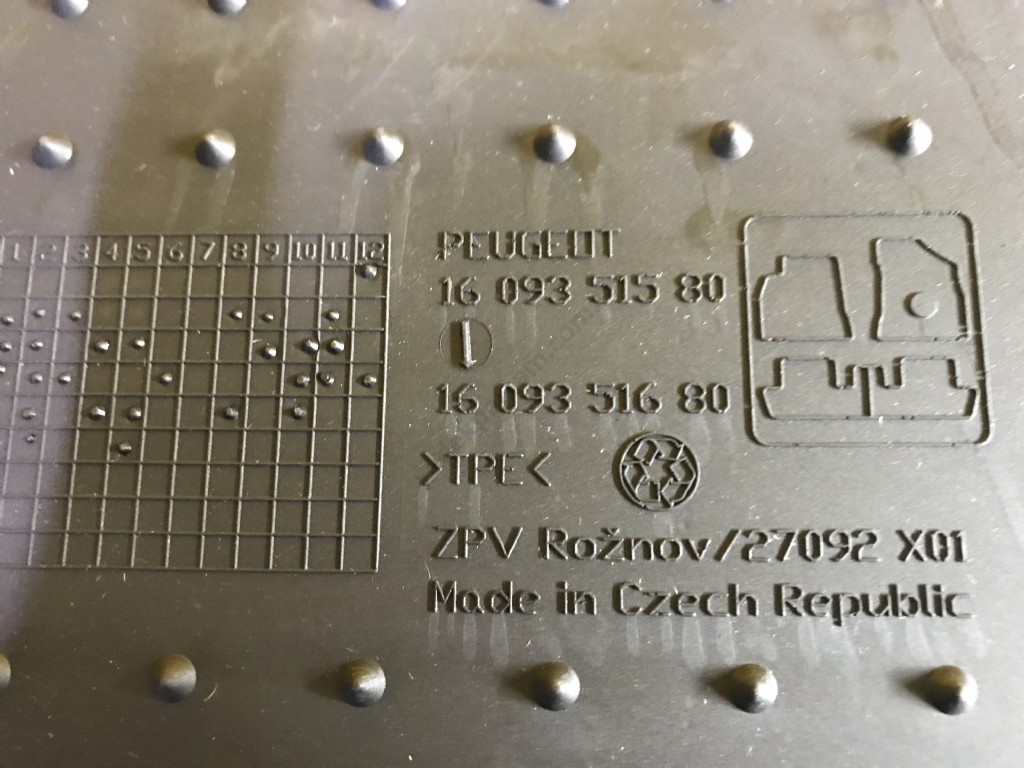 1 2 3 4 5 6 7 8 9 10 11 12
PEUGEOT
16 093 515 80
16 093 516 80
>TPE<
ZPV Rožnov/27092 X01
Made in Czech Republic